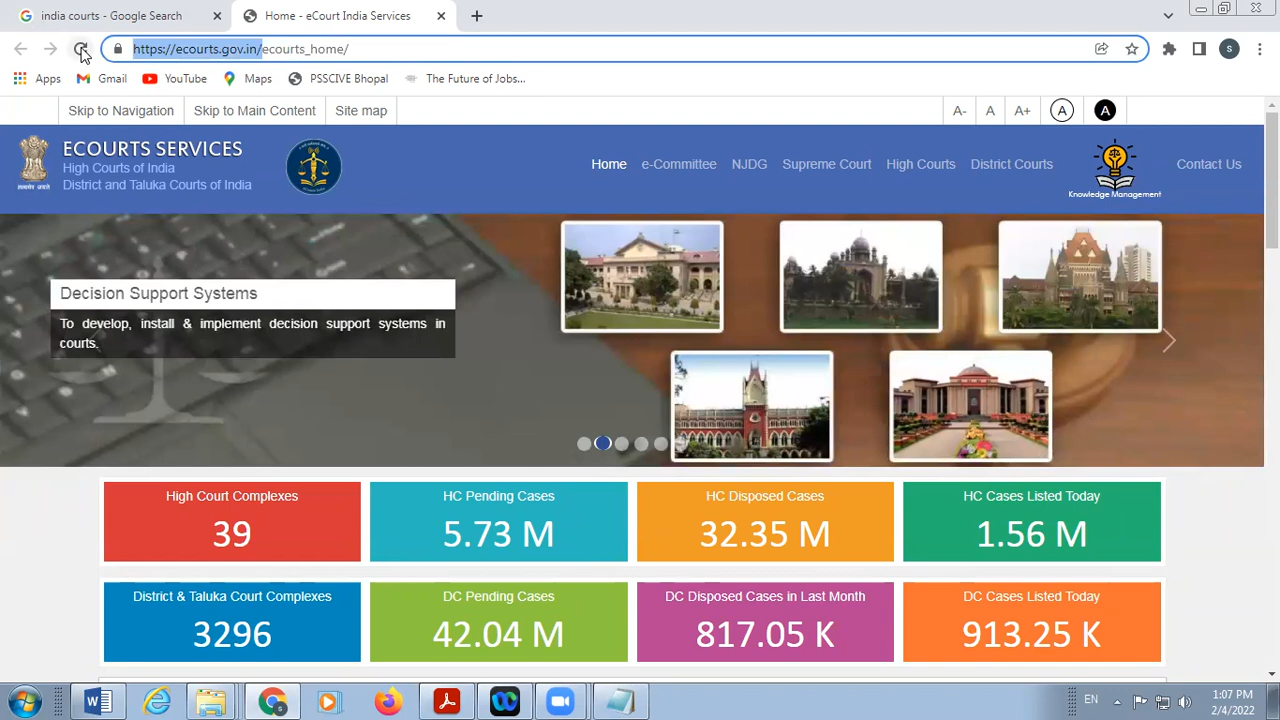 india courts - Google Search
Home - eCourt India Services
https://ecourts.gov.in/ecourts_home/
S
Apps
Gmail
YouTube
Maps
PSSCIVE Bhopal
The Future of Jobs...
Skip to Navigation
Skip to Main Content
Site map
A-
A
A+
A
A
ECOURTS SERVICES
High Courts of India
District and Taluka Courts of India
Home
e-Committee
NJDG
Supreme Court
High Courts
District Courts
Knowledge Management
Contact Us
Decision Support Systems
To develop, install & implement decision support systems in
courts.
High Court Complexes
39
HC Pending Cases
5.73 M
HC Disposed Cases
32.35 M
HC Cases Listed Today
1.56 M
District & Taluka Court Complexes
3296
DC Pending Cases
42.04 M
DC Disposed Cases in Last Month
817.05 K
DC Cases Listed Today
913.25 K
EN
1:07 PM
2/4/2022